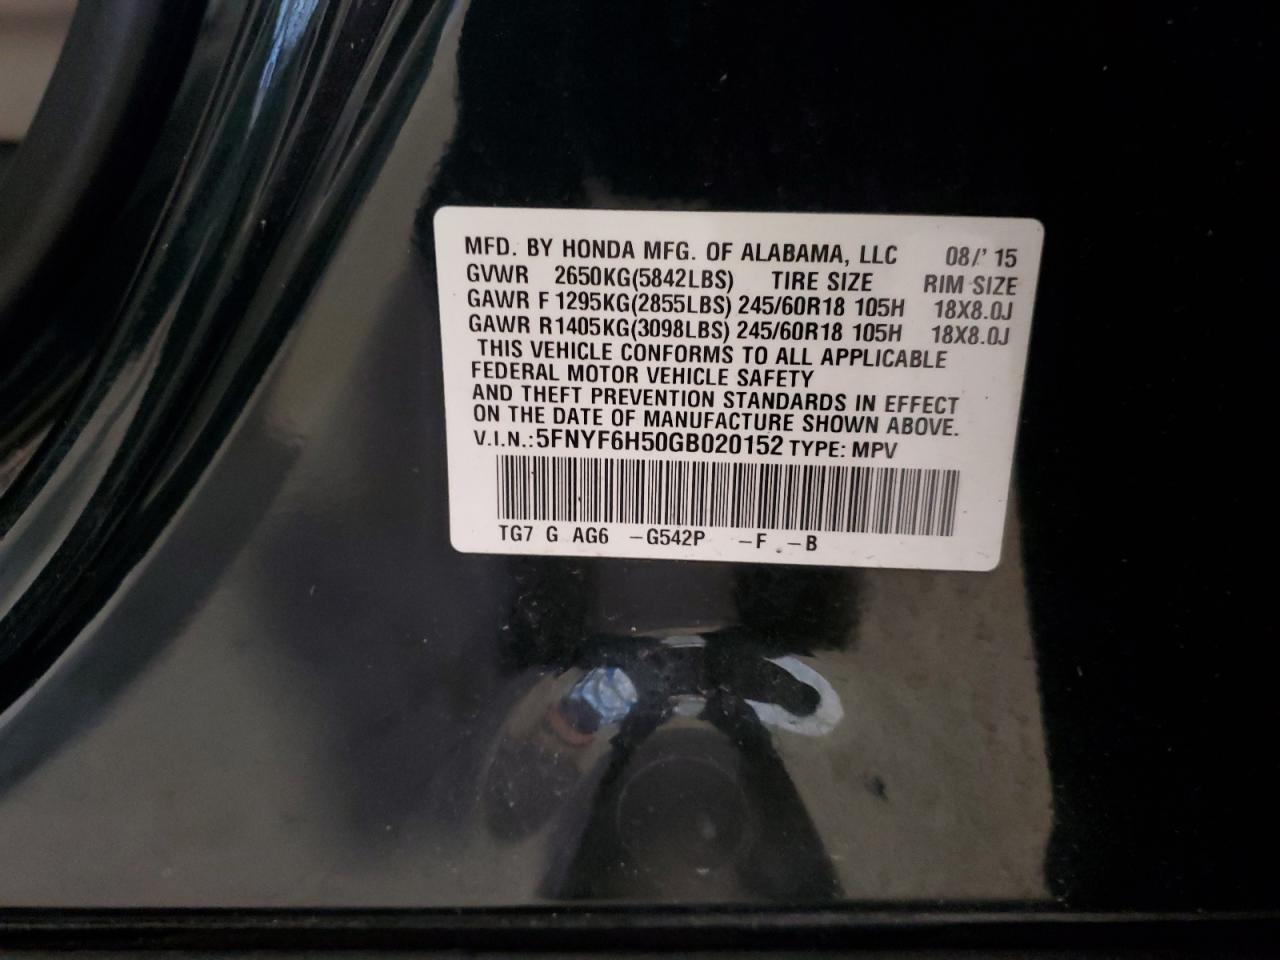 MFD. BY HONDA MFG. OF ALABAMA, LLC 08/' 15
GVWR 2650KG(5842LBS) TIRE SIZE RIM SIZE
GAWR F 1295KG(2855LBS) 245/60R18 105H 18X8.0J
GAWR R1405KG(3098LBS) 245/60R18 105H 18X8.0J
THIS VEHICLE CONFORMS TO ALL APPLICABLE
FEDERAL MOTOR VEHICLE SAFETY
AND THEFT PREVENTION STANDARDS IN EFFECT
ON THE DATE OF MANUFACTURE SHOWN ABOVE.
V.I.N.:5FNYF6H50GB020152 TYPE: MPV
TG7 G AG6 -G542P -F -B